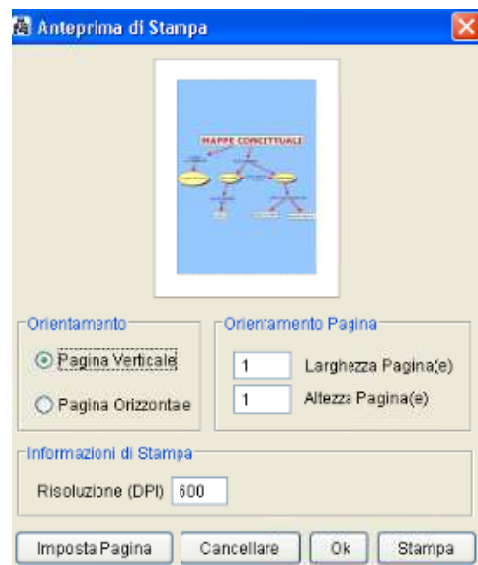 Anteprima di Stampa
MAPPE CONCITTUALI
Orientamento
Orientamento Pagina
Pagina Verticale
1 Larghezza Pagina(e)
Pagina Orizzontae
1 Altezza Pagina(e)
Informazioni di Stampa
Risoluzione (DPI) 600
Imposta Pagina Cancellare Ok Stampa